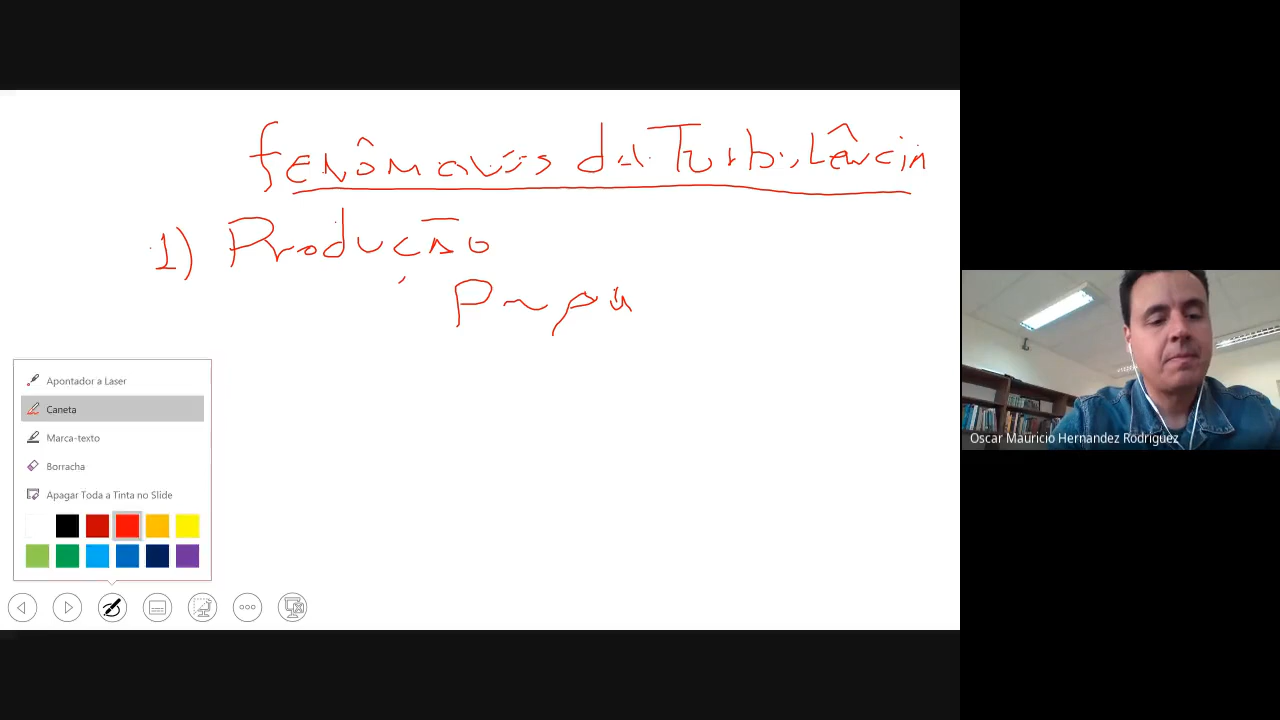 fenômenos da Turbulência
1) Produção
P ~ ρ u
Apontador a Laser
Caneta
Marca-texto
Borracha
Apagar Toda a Tinta no Slide
Oscar Mauricio Hernandez Rodriguez